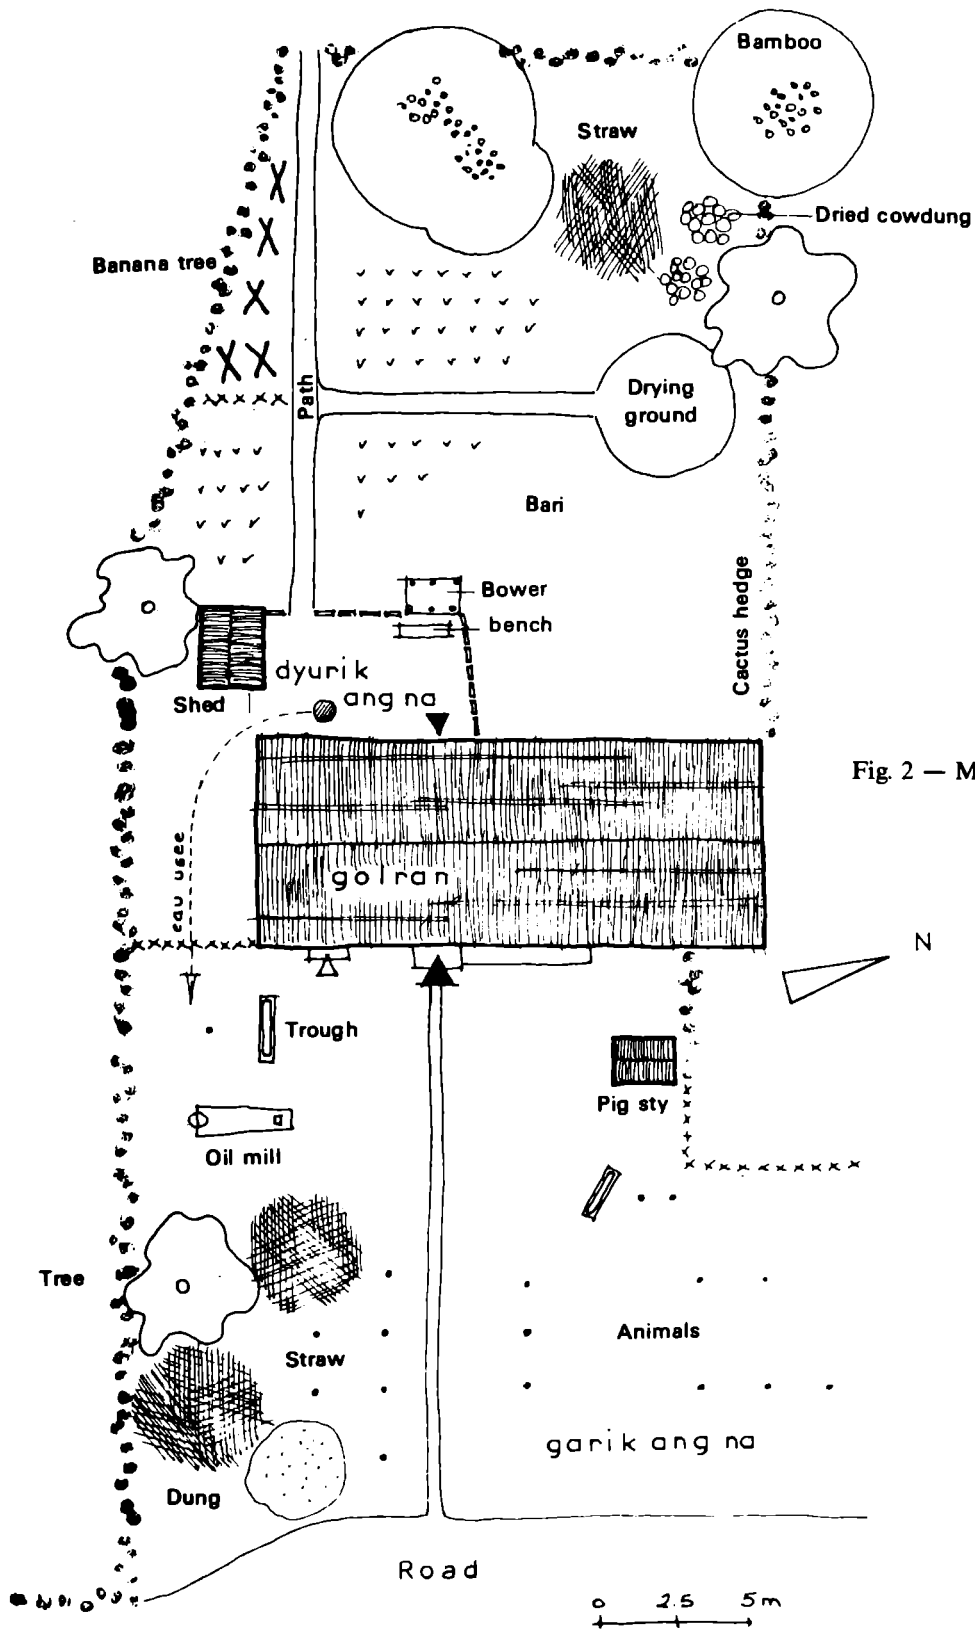 Bamboo
Straw
Dried cowdung
Banana tree
Path
Drying
ground
Bari
Bower
bench
Cactus hedge
dyurik
ang na
Shed
Fig. 2 — M
eau usee
golran
N
Trough
Pig sty
Oil mill
Tree
Animals
Straw
garik ang na
Dung
Road
0 2.5 5m